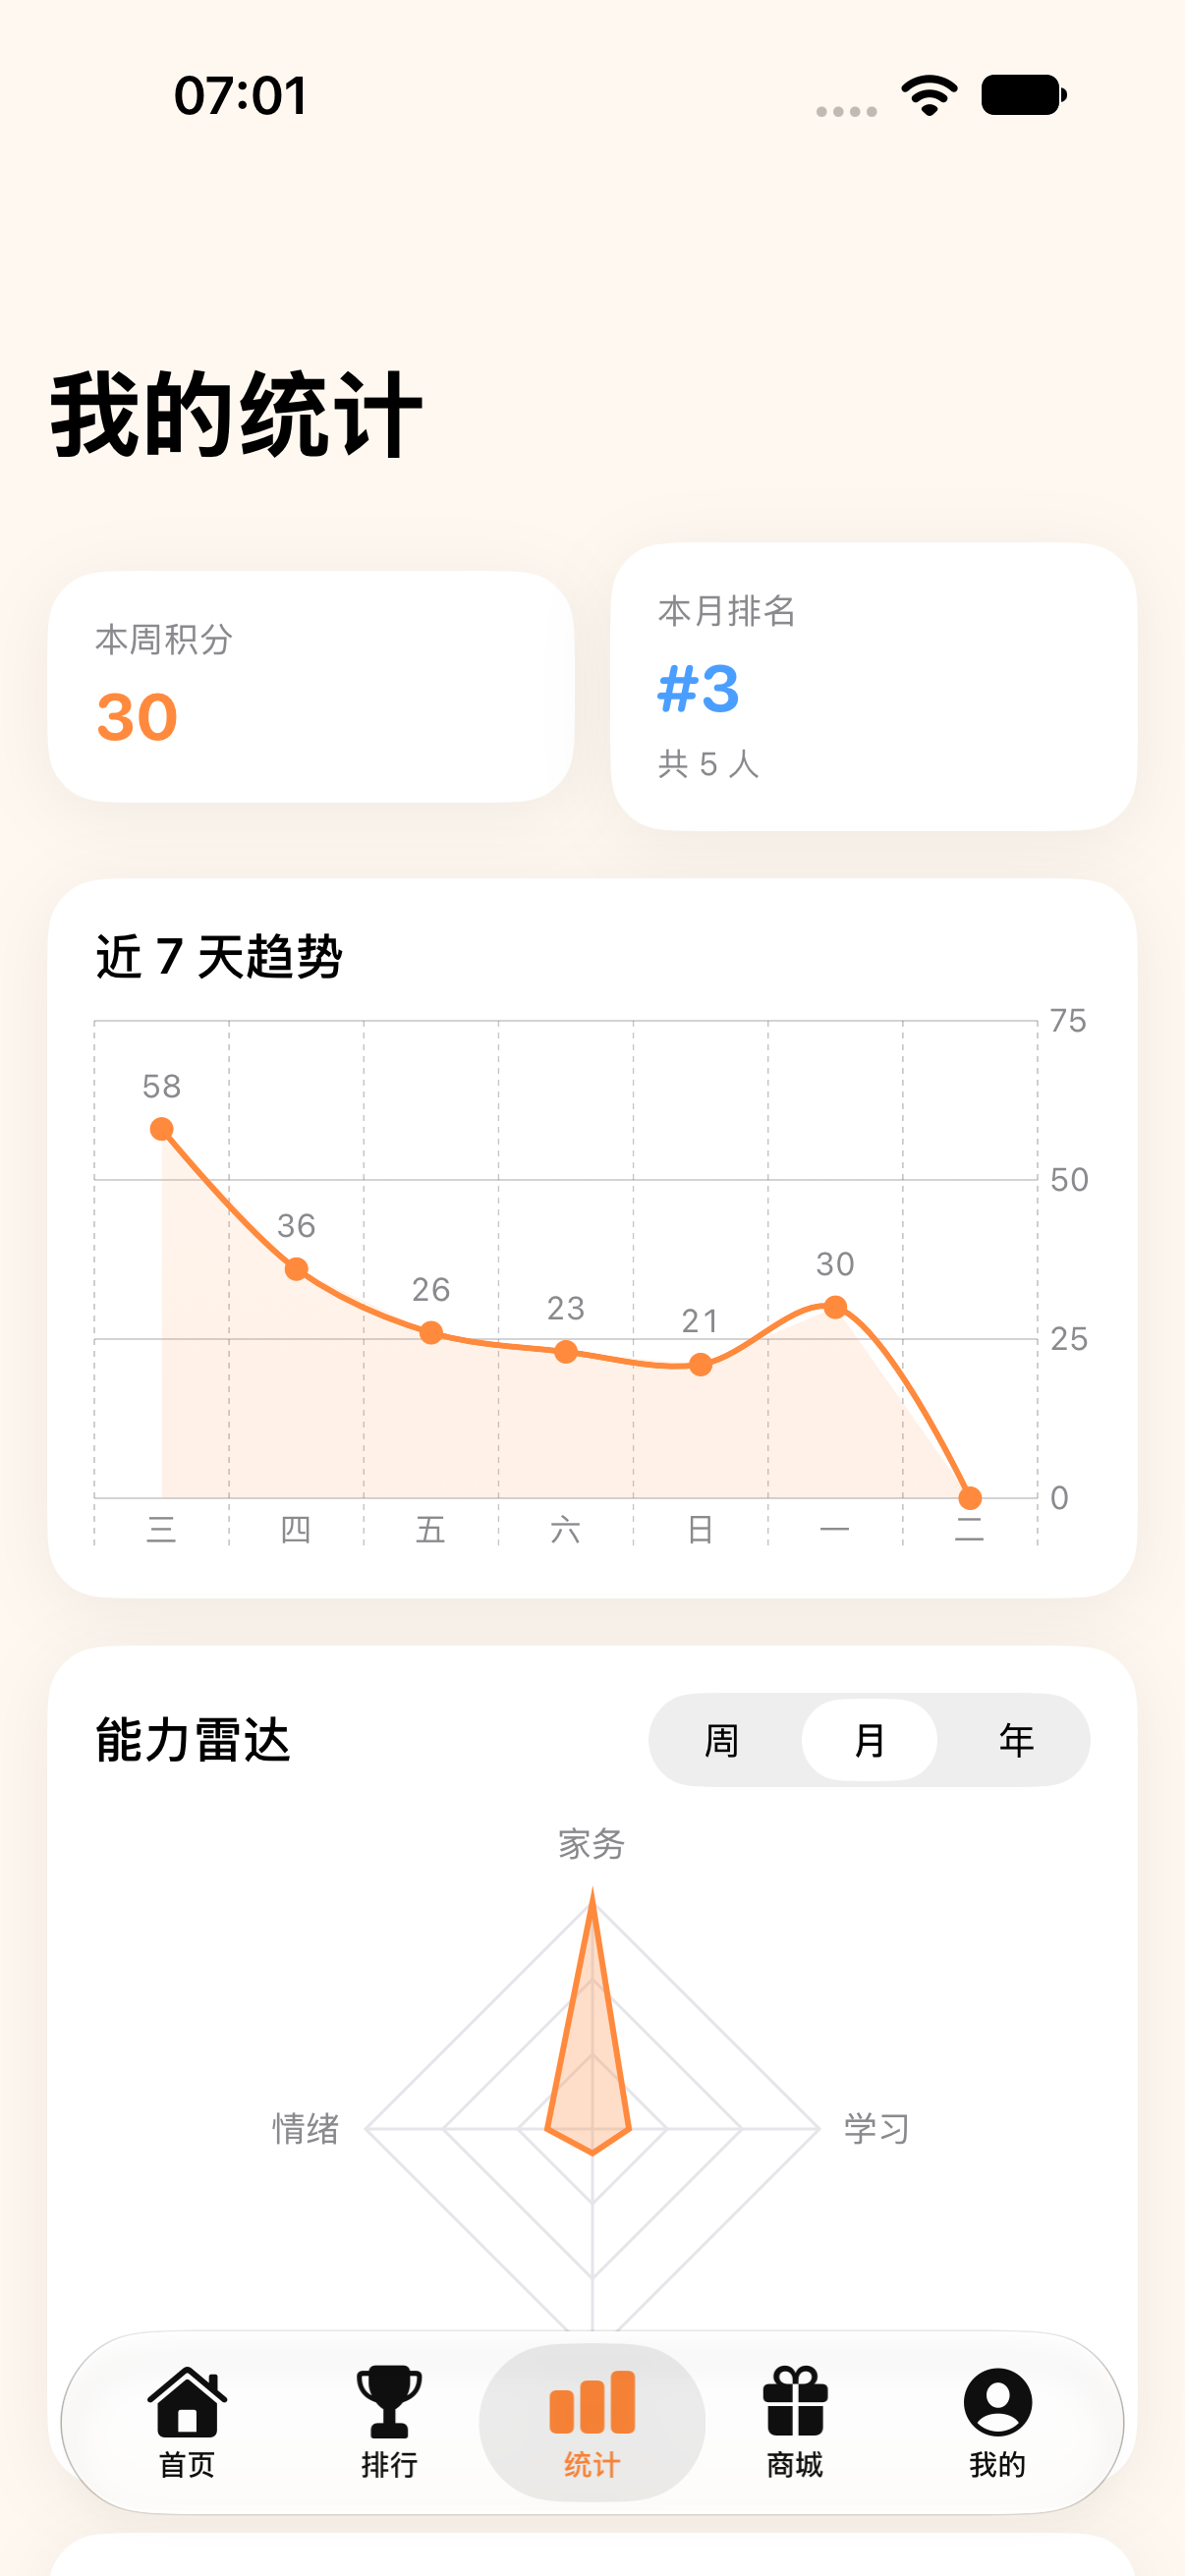 07:01
我的统计
本周积分
30
本月排名
#3
共 5 人
近 7 天趋势
75
58
50
36
26
23
21
30
25
0
三 四 五 六 日 一 二
能力雷达
周 月 年
家务
情绪
学习
首页 排行 统计 商城 我的